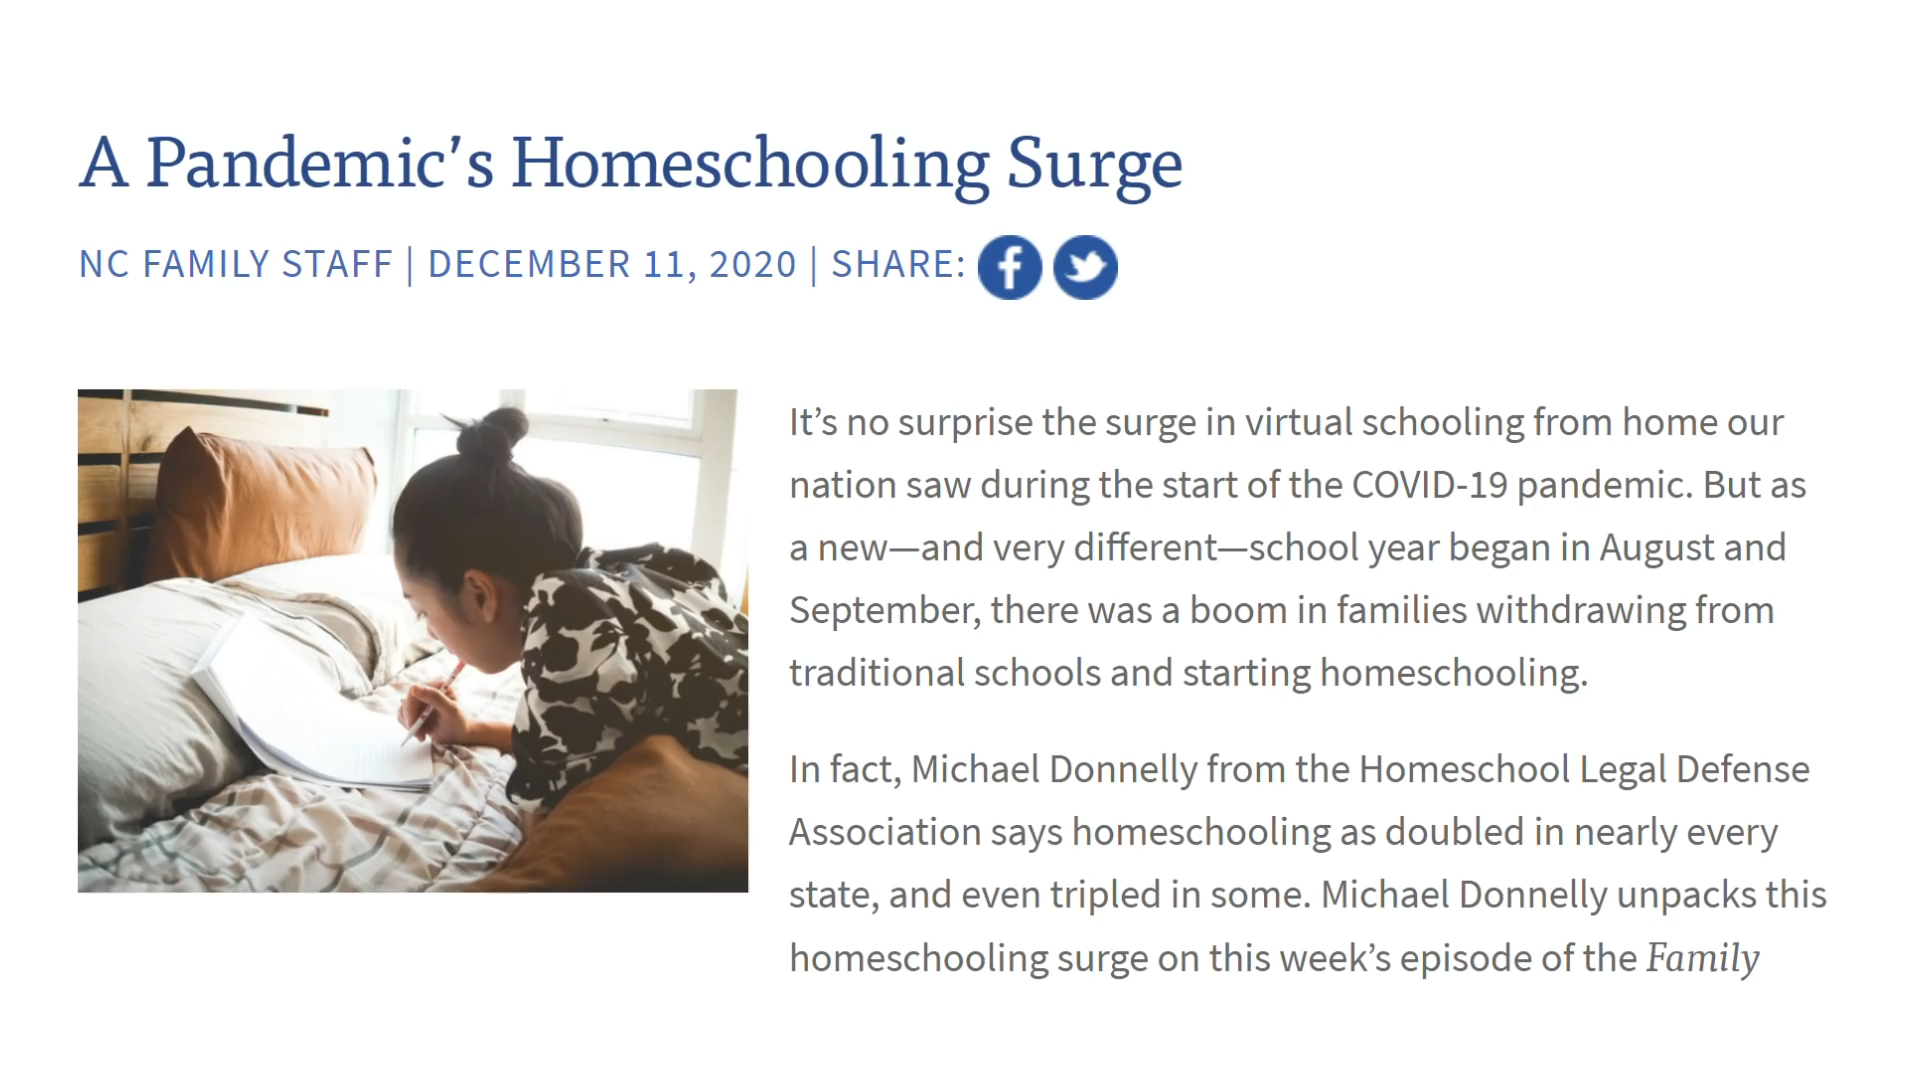 A Pandemic’s Homeschooling Surge
NC FAMILY STAFF | DECEMBER 11, 2020 | SHARE:
It’s no surprise the surge in virtual schooling from home our
nation saw during the start of the COVID-19 pandemic. But as
a new—and very different—school year began in August and
September, there was a boom in families withdrawing from
traditional schools and starting homeschooling.
In fact, Michael Donnelly from the Homeschool Legal Defense
Association says homeschooling as doubled in nearly every
state, and even tripled in some. Michael Donnelly unpacks this
homeschooling surge on this week’s episode of the Family